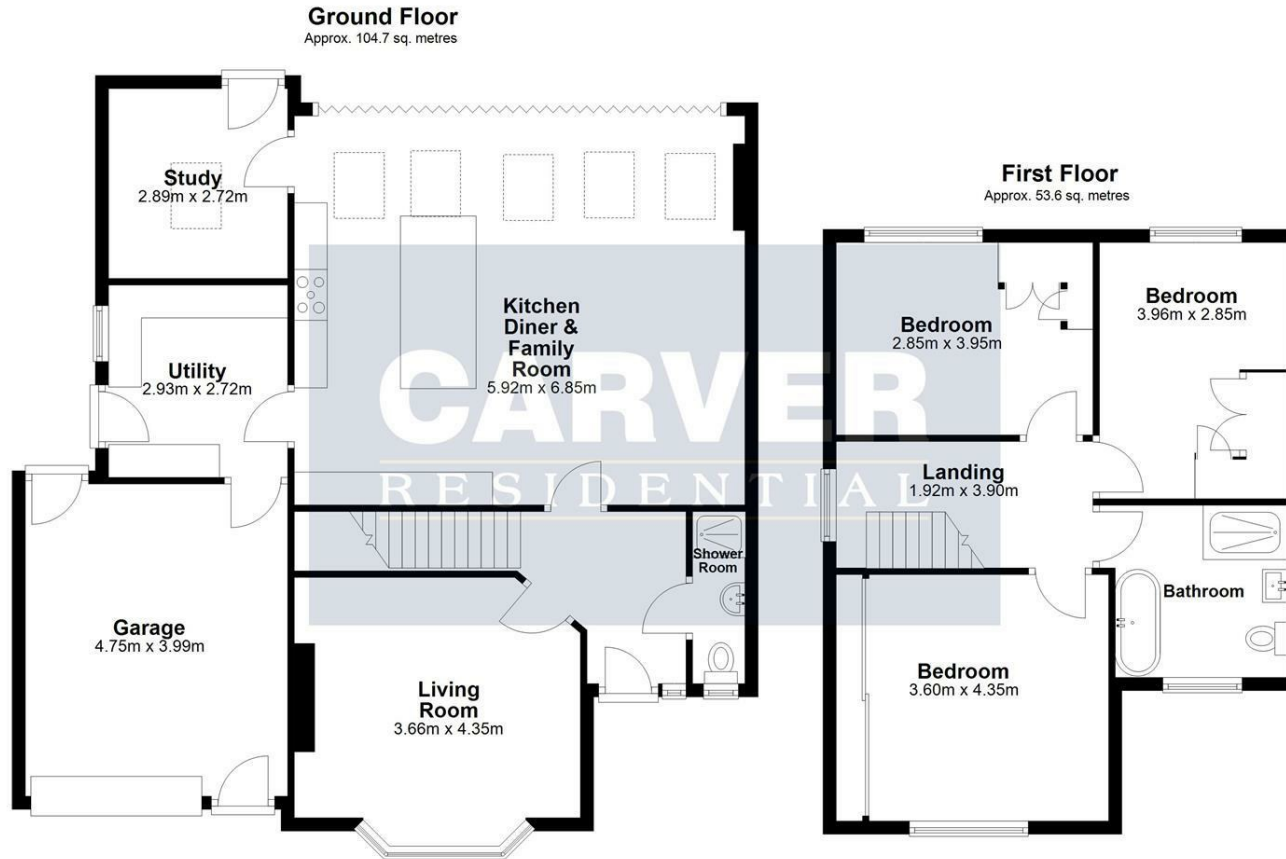 Ground Floor
Approx. 104.7 sq. metres
Study
2.89m x 2.72m
Utility
2.93m x 2.72m
Kitchen
Diner &
Family
Room
5.92m x 6.85m
Shower
Room
Garage
4.75m x 3.99m
Living
Room
3.66m x 4.35m
First Floor
Approx. 53.6 sq. metres
Bedroom
2.85m x 3.95m
Bedroom
3.96m x 2.85m
Landing
1.92m x 3.90m
Bathroom
Bedroom
3.60m x 4.35m
CARVER
RESIDENTIAL